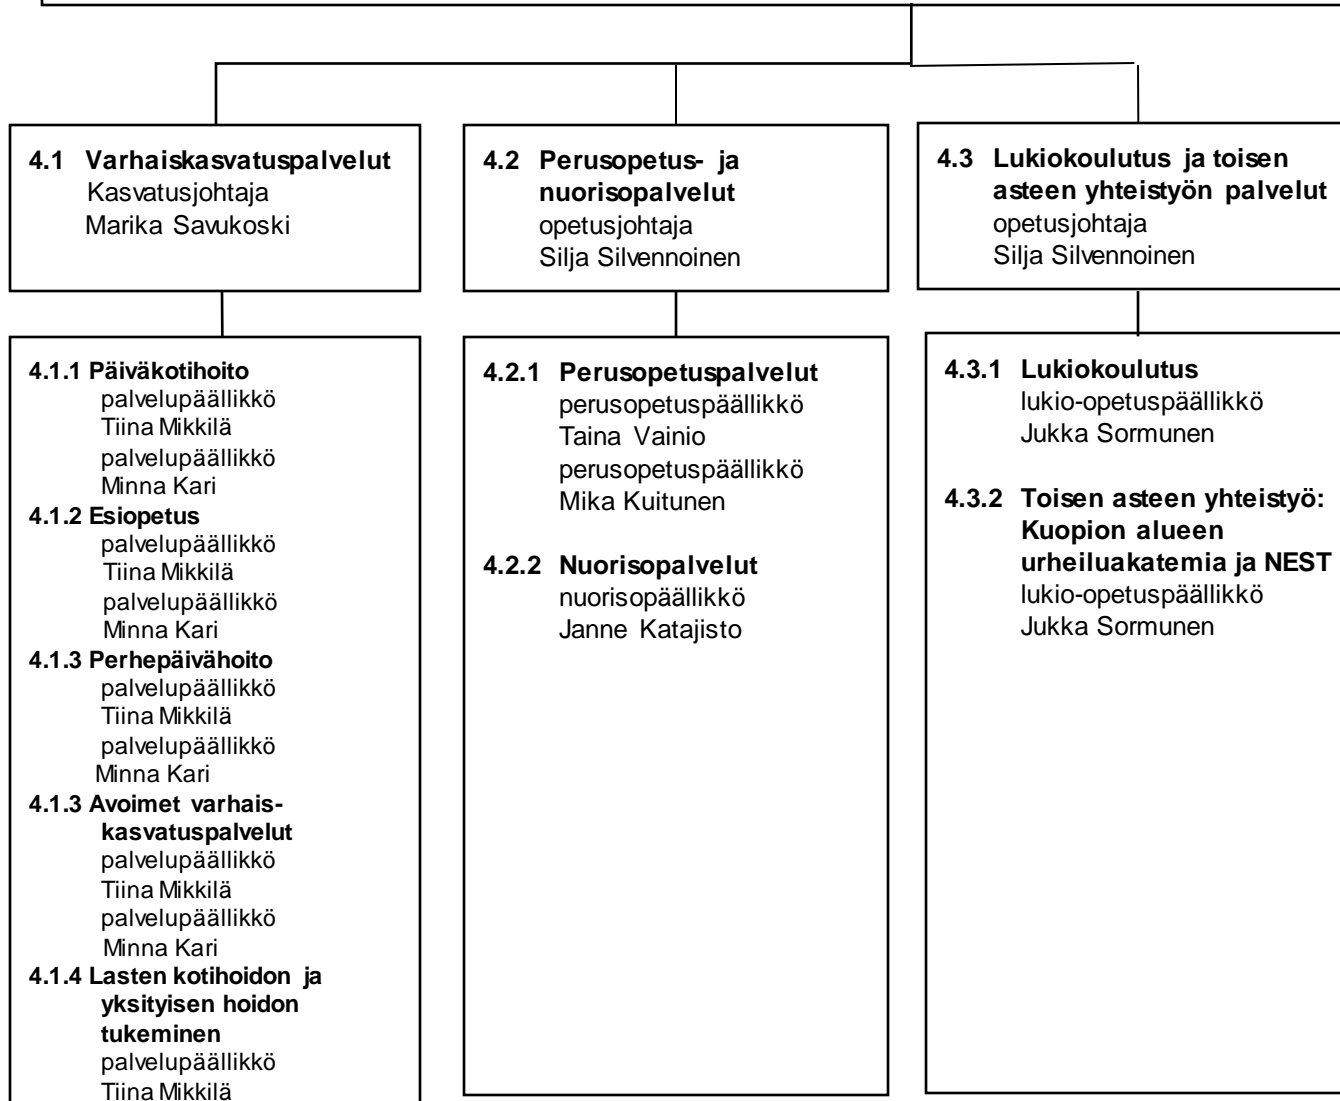 4.1 Varhaiskasvatuspalvelut
Kasvatusjohtaja
Marika Savukoski
4.2 Perusopetus- ja
nuorisopalvelut
opetusjohtaja
Silja Silvennoinen
4.3 Lukiokoulutus ja toisen
asteen yhteistyön palvelut
opetusjohtaja
Silja Silvennoinen
4.1.1 Päiväkotihoito
palvelupäällikkö
Tiina Mikkilä
palvelupäällikkö
Minna Kari
4.1.2 Esiopetus
palvelupäällikkö
Tiina Mikkilä
palvelupäällikkö
Minna Kari
4.1.3 Perhepäivähoito
palvelupäällikkö
Tiina Mikkilä
palvelupäällikkö
Minna Kari
4.1.3 Avoimet varhais-
kasvatuspalvelut
palvelupäällikkö
Tiina Mikkilä
palvelupäällikkö
Minna Kari
4.1.4 Lasten kotihoidon ja
yksityisen hoidon
tukeminen
palvelupäällikkö
Tiina Mikkilä
4.2.1 Perusopetuspalvelut
perusopetuspäällikkö
Taina Vainio
perusopetuspäällikkö
Mika Kuitunen
4.2.2 Nuorisopalvelut
nuorisopäällikkö
Janne Katajisto
4.3.1 Lukiokoulutus
lukio-opetuspäällikkö
Jukka Sormunen
4.3.2 Toisen asteen yhteistyö:
Kuopion alueen
urheiluakatemia ja NEST
lukio-opetuspäällikkö
Jukka Sormunen